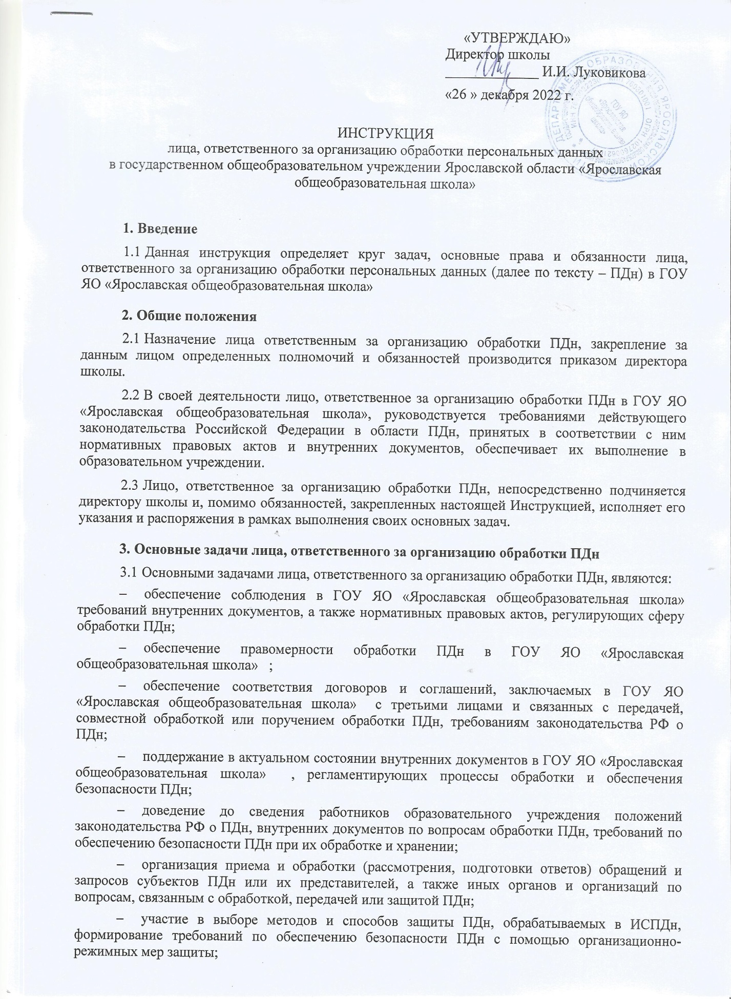 «УТВЕРЖДАЮ»
Директор школы
_____________ И.И. Луковикова
«26 » декабря 2022 г.
ИНСТРУКЦИЯ
лица, ответственного за организацию обработки персональных данных
в государственном общеобразовательном учреждении Ярославской области «Ярославская
общеобразовательная школа»
1. Введение
1.1 Данная инструкция определяет круг задач, основные права и обязанности лица,
ответственного за организацию обработки персональных данных (далее по тексту – ПДн) в ГОУ
ЯО «Ярославская общеобразовательная школа»
2. Общие положения
2.1 Назначение лица ответственным за организацию обработки ПДн, закрепление за
данным лицом определенных полномочий и обязанностей производится приказом директора
школы.
2.2 В своей деятельности лицо, ответственное за организацию обработки ПДн в ГОУ ЯО
«Ярославская общеобразовательная школа», руководствуется требованиями действующего
законодательства Российской Федерации в области ПДн, принятых в соответствии с ним
нормативных правовых актов и внутренних документов, обеспечивает их выполнение в
образовательном учреждении.
2.3 Лицо, ответственное за организацию обработки ПДн, непосредственно подчиняется
директору школы и, помимо обязанностей, закрепленных настоящей Инструкцией, исполняет его
указания и распоряжения в рамках выполнения своих основных задач.
3. Основные задачи лица, ответственного за организацию обработки ПДн
3.1 Основными задачами лица, ответственного за организацию обработки ПДн, являются:
– обеспечение соблюдения в ГОУ ЯО «Ярославская общеобразовательная школа»
требований внутренних документов, а также нормативных правовых актов, регулирующих сферу
обработки ПДн;
– обеспечение правомерности обработки ПДн в ГОУ ЯО «Ярославская
общеобразовательная школа» ;
– обеспечение соответствия договоров и соглашений, заключаемых в ГОУ ЯО
«Ярославская общеобразовательная школа» с третьими лицами и связанных с передачей,
совместной обработкой или поручением обработки ПДн, требованиям законодательства РФ о
ПДн;
– поддержание в актуальном состоянии внутренних документов в ГОУ ЯО «Ярославская
общеобразовательная школа» , регламентирующих процессы обработки и обеспечения
безопасности ПДн;
– доведение до сведения работников образовательного учреждения положений
законодательства РФ о ПДн, внутренних документов по вопросам обработки ПДн, требований по
обеспечению безопасности ПДн при их обработке и хранении;
– организация приема и обработки (рассмотрения, подготовки ответов) обращений и
запросов субъектов ПДн или их представителей, а также иных органов и организаций по
вопросам, связанным с обработкой, передачей или защитой ПДн;
– участие в выборе методов и способов защиты ПДн, обрабатываемых в ИСПДн,
формирование требований по обеспечению безопасности ПДн с помощью организационно-
режимных мер защиты;